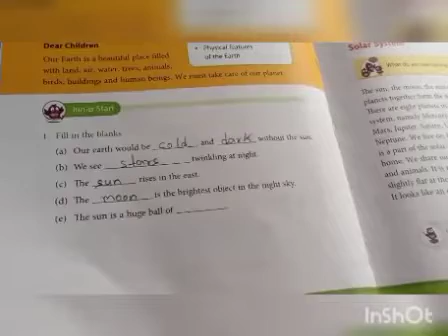 Dear Children
Our Earth is a beautiful place filled
with land, air, water, trees, animals,
birds, buildings and human beings. We must take care of our planet
• Physical features
of the Earth
1. Fill in the blanks
(a) Our earth would be cold and dark without the sun.
(b) We see stars twinkling at night.
(c) The sun rises in the east.
(d) The moon is the brightest object in the night sky.
(e) The sun is a huge ball of
Solar System
The sun, the moon, the
planets together form the
There are eight planets
system, namely Mercury
Mars, Jupiter, Saturn,
Neptune. We live on
is a part of the solar
home. We share
and animals. It is
slightly flat at the
It looks like an
Made with
InShOt